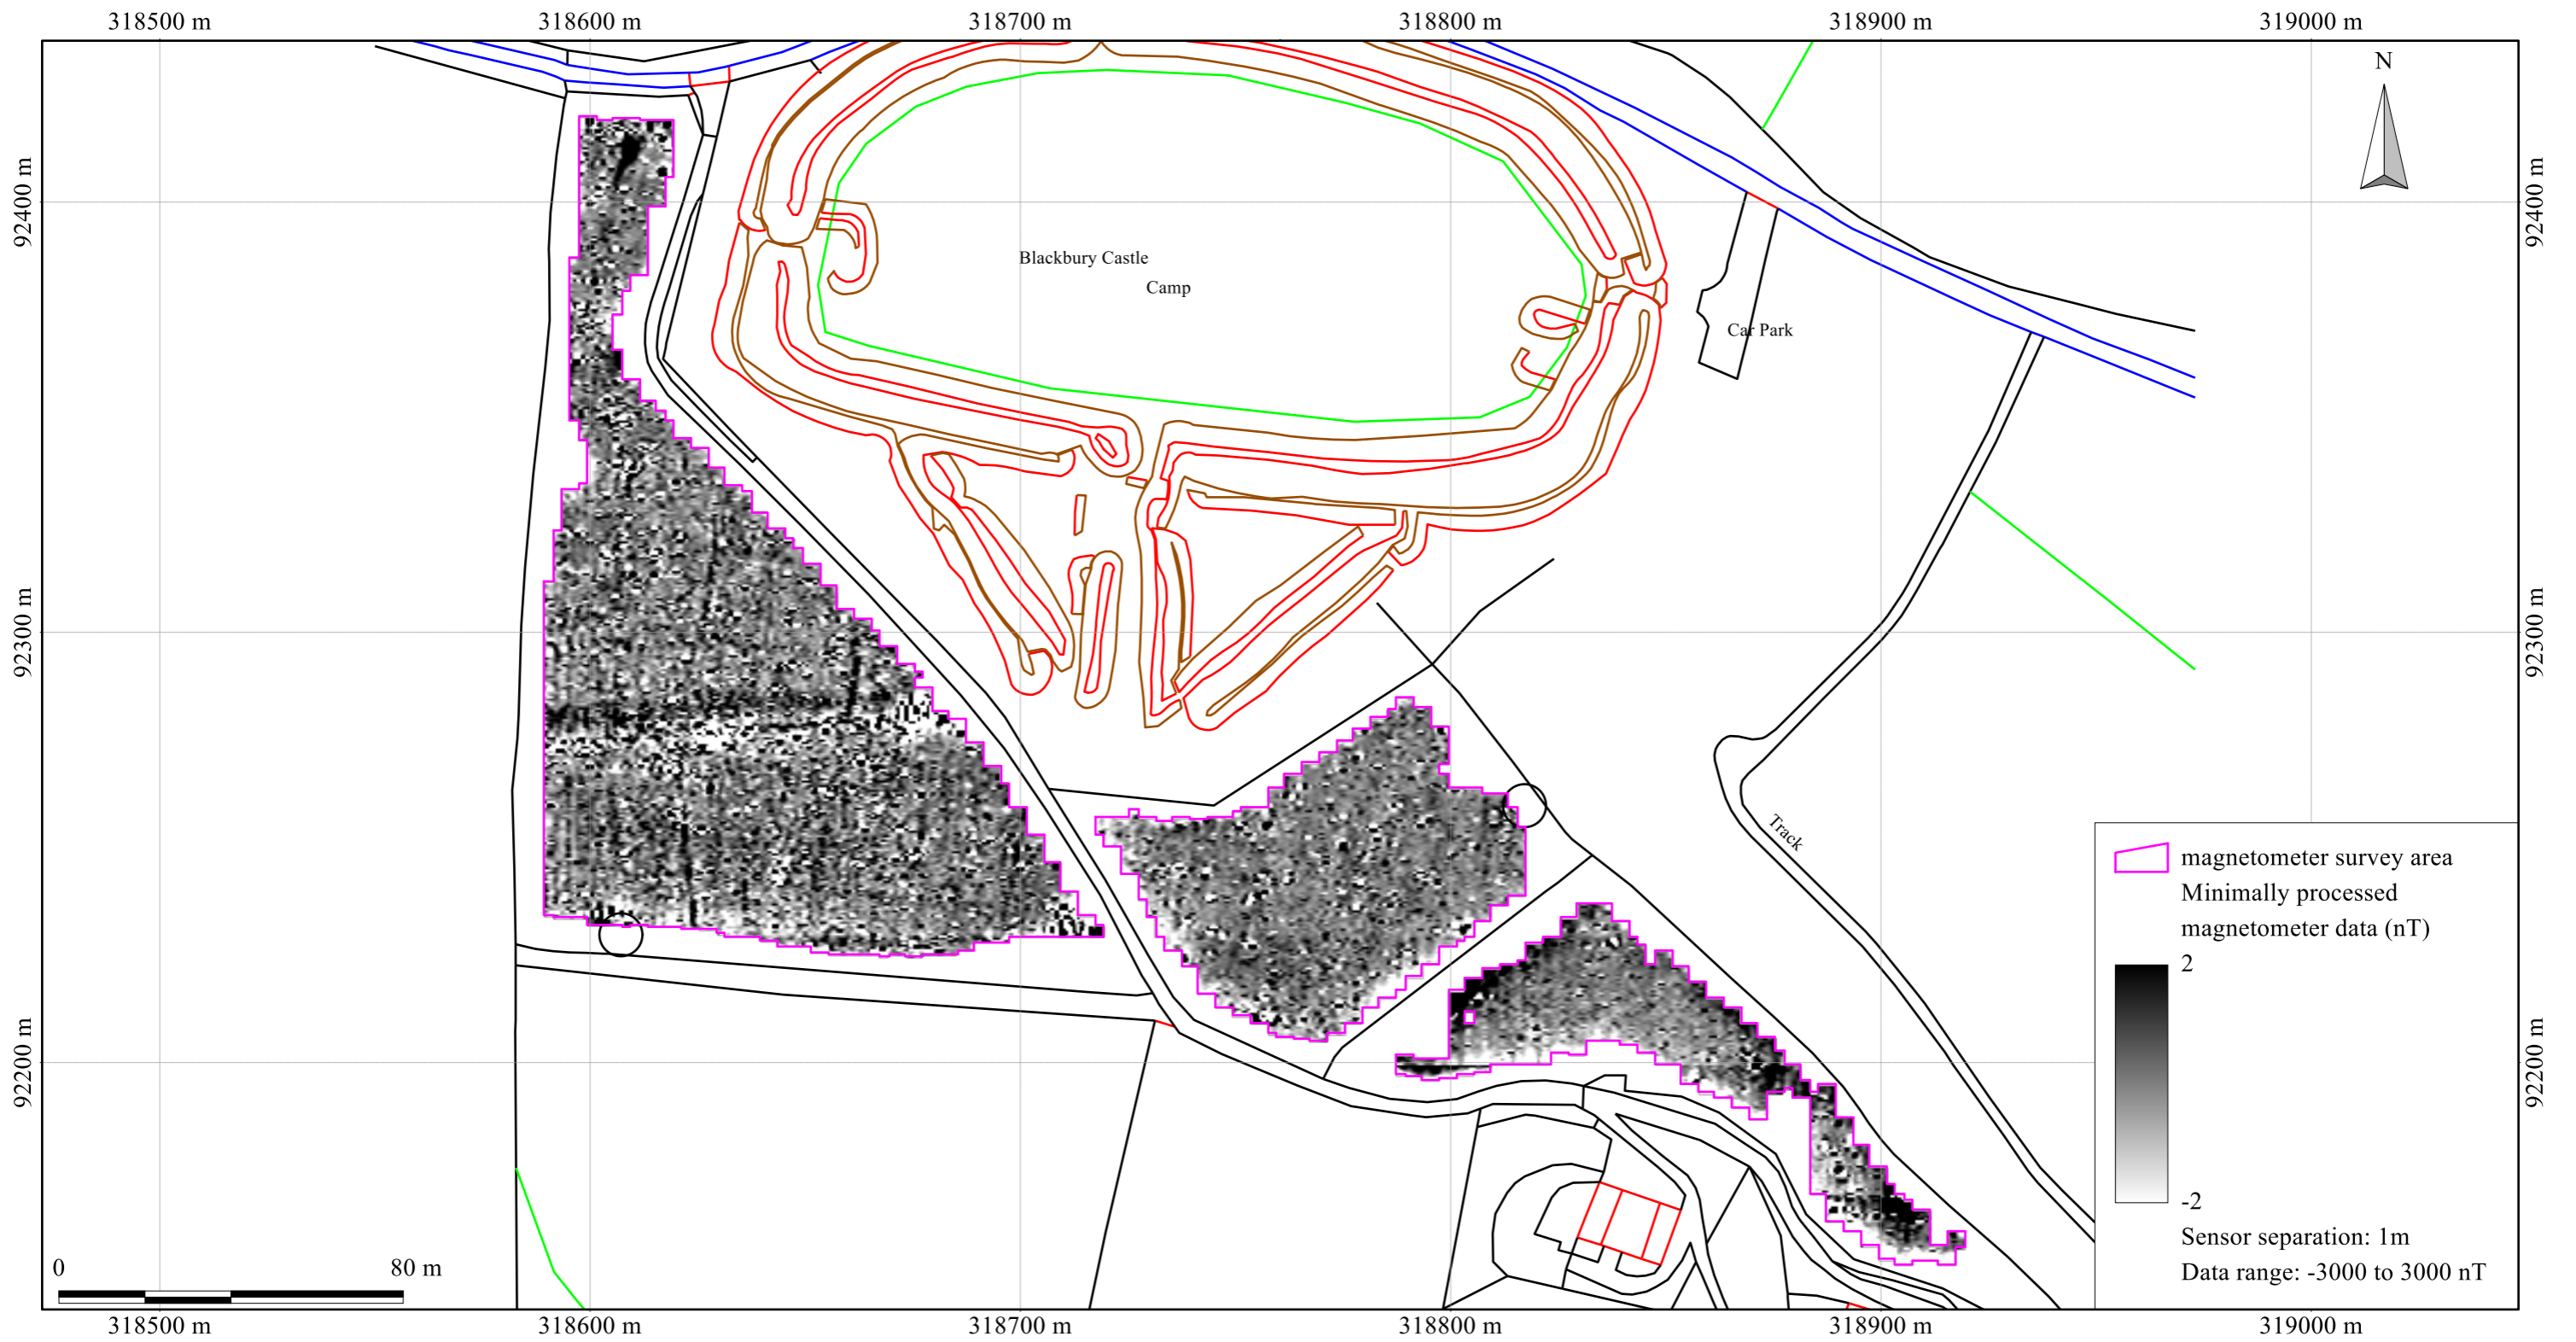 318500 m
318600 m
318700 m
318800 m
318900 m
319000 m
N
92400 m
92400 m
Blackbury Castle
Camp
Car Park
92300 m
92300 m
Track
magnetometer survey area
Minimally processed
magnetometer data (nT)
2
-2
92200 m
92200 m
Sensor separation: 1m
Data range: -3000 to 3000 nT
0
80 m
318500 m
318600 m
318700 m
318800 m
318900 m
319000 m